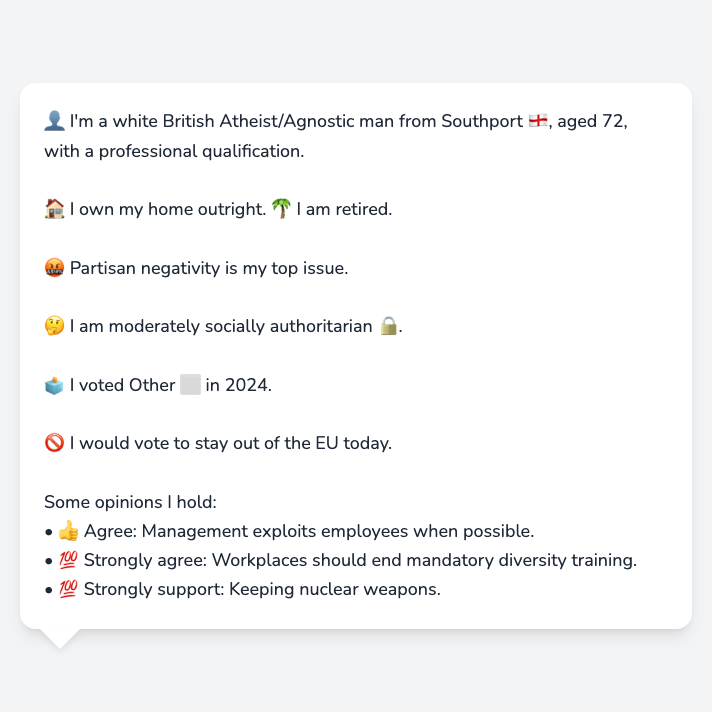 👤 I'm a white British Atheist/Agnostic man from Southport 🏴󠁧󠁢󠁥󠁮󠁧󠁿, aged 72,
with a professional qualification.
🏠 I own my home outright. 🌴 I am retired.
🤬 Partisan negativity is my top issue.
🤔 I am moderately socially authoritarian 🔒.
🗳️ I voted Other ⬜ in 2024.
🚫 I would vote to stay out of the EU today.
Some opinions I hold:
• 👍 Agree: Management exploits employees when possible.
• 💯 Strongly agree: Workplaces should end mandatory diversity training.
• 💯 Strongly support: Keeping nuclear weapons.